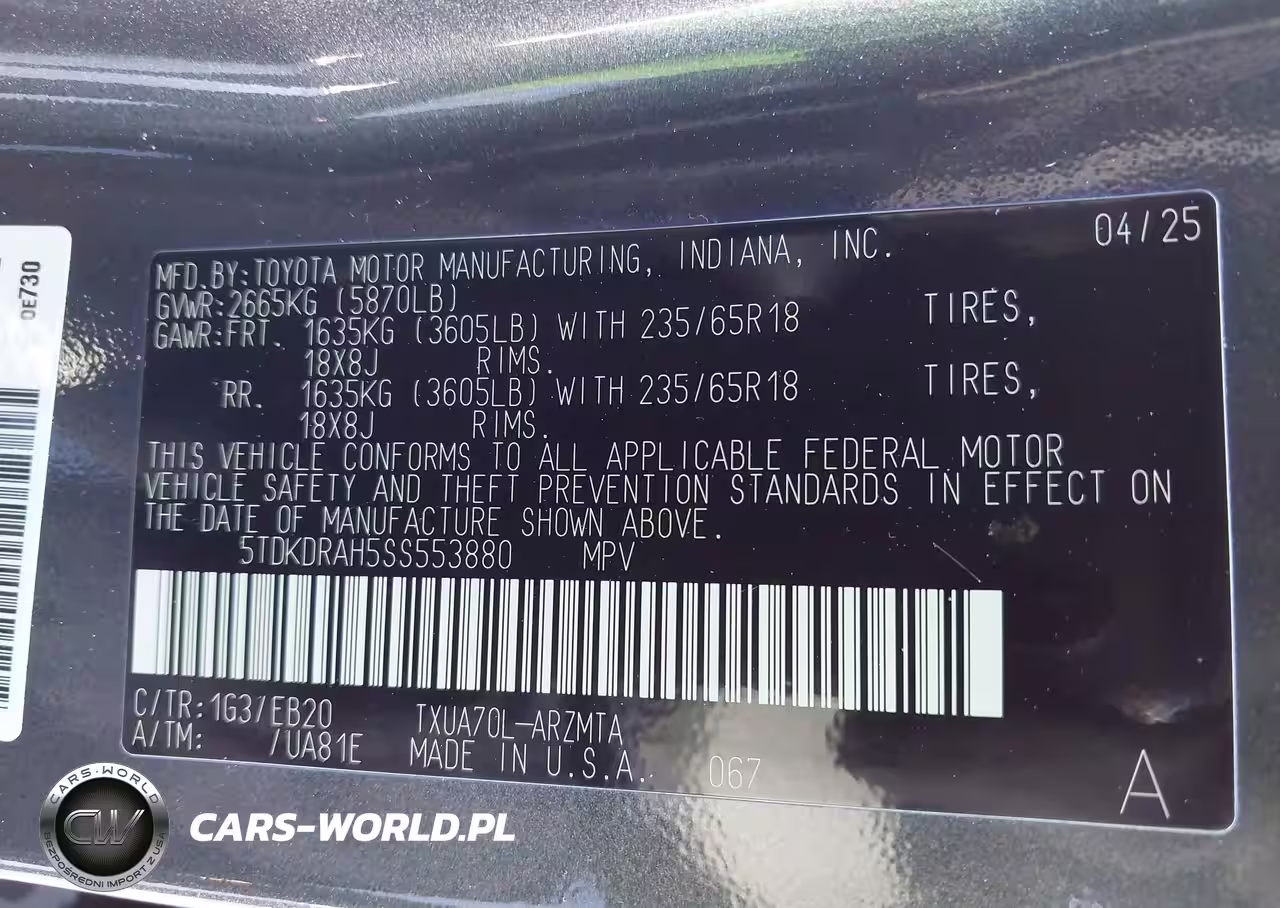 04/25
MFD.BY:TOYOTA MOTOR MANUFACTURING, INDIANA, INC.
GVWR:2665KG (5870LB)
GAWR:FRT. 1635KG (3605LB) WITH 235/65R18 TIRES,
18X8J RIMS.
RR. 1635KG (3605LB) WITH 235/65R18 TIRES,
18X8J RIMS.
THIS VEHICLE CONFORMS TO ALL APPLICABLE FEDERAL MOTOR
VEHICLE SAFETY AND THEFT PREVENTION STANDARDS IN EFFECT ON
THE DATE OF MANUFACTURE SHOWN ABOVE.
5TDKDRAH5SS553880 MPV
C/TR:1G3/EB20 TXUA70L-ARZMTA
A/TM: /UA81E MADE IN U.S.A. 067
A
0E730
CARS-WORLD
CW
BEZPOŚREDNI IMPORT Z USA
CARS-WORLD.PL